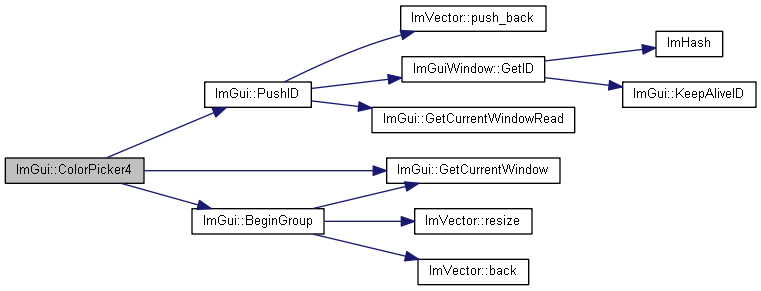 ImVector::push_back
ImHash
ImGuiWindow::GetID
ImGui::PushID
ImGui::KeepAliveID
ImGui::GetCurrentWindowRead
ImGui::ColorPicker4
ImGui::GetCurrentWindow
ImGui::BeginGroup
ImVector::resize
ImVector::back